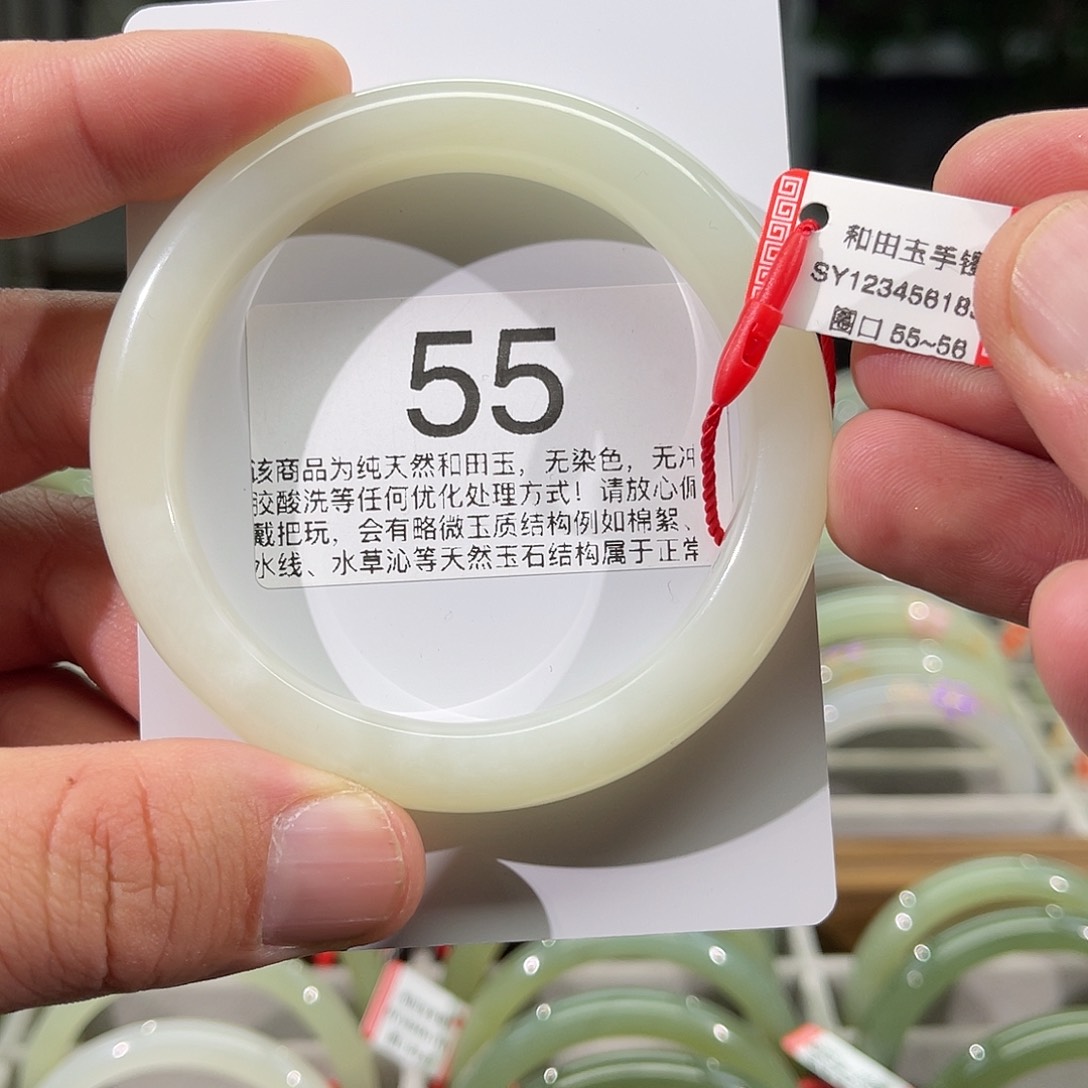 55
该商品为纯天然和田玉，无染色，无冲
胶酸洗等任何优化处理方式！请放心佩
戴把玩，会有略微玉质结构例如棉絮、
水线、水草沁等天然玉石结构属于正常
和田玉手镯
SY12345618
圈口 55~56